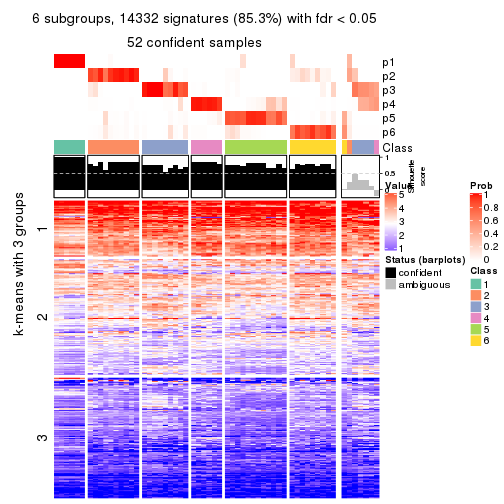 6 subgroups, 14332 signatures (85.3%) with fdr < 0.05
52 confident samples
p1
p2
p3
p4
p5
p6
Class
1
0.5
0
Silhouette
score
k-means with 3 groups
1
2
3
Value
5
4
3
2
1
Status (barplots)
confident
ambiguous
Prob
1
0.8
0.6
0.4
0.2
0
Class
1
2
3
4
5
6